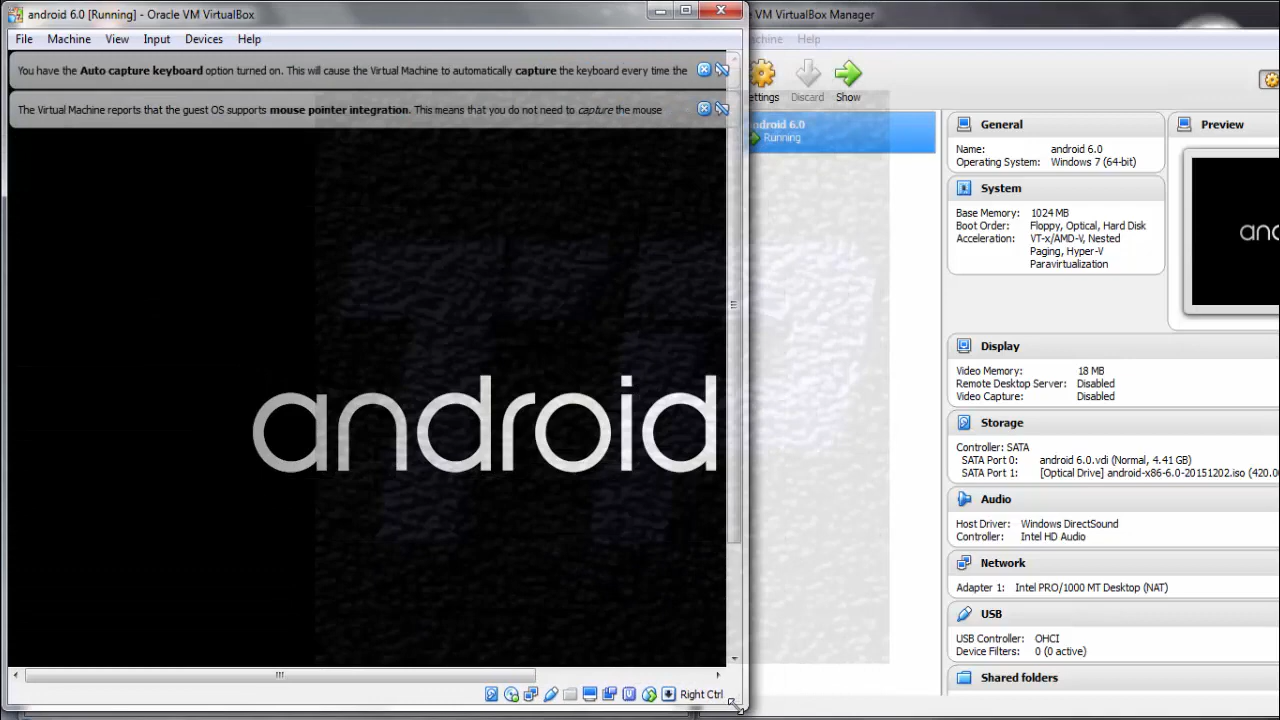 android 6.0 [Running] - Oracle VM VirtualBox
File Machine View Input Devices Help
You have the Auto capture keyboard option turned on. This will cause the Virtual Machine to automatically capture the keyboard every time the
The Virtual Machine reports that the guest OS supports mouse pointer integration. This means that you do not need to capture the mouse
android
Right Ctrl
VM VirtualBox Manager
Help
Discard Show
android 6.0
Running
General
Name: android 6.0
Operating System: Windows 7 (64-bit)
System
Base Memory: 1024 MB
Boot Order: Floppy, Optical, Hard Disk
Acceleration: VT-x/AMD-V, Nested
Paging, Hyper-V
Paravirtualization
Preview
and
Display
Video Memory: 18 MB
Remote Desktop Server: Disabled
Video Capture: Disabled
Storage
Controller: SATA
SATA Port 0: android 6.0.vdi (Normal, 4.41 GB)
SATA Port 1: [Optical Drive] android-x86-6.0-20151202.iso (420.0
Audio
Host Driver: Windows DirectSound
Controller: Intel HD Audio
Network
Adapter 1: Intel PRO/1000 MT Desktop (NAT)
USB
USB Controller: OHCI
Device Filters: 0 (0 active)
Shared folders